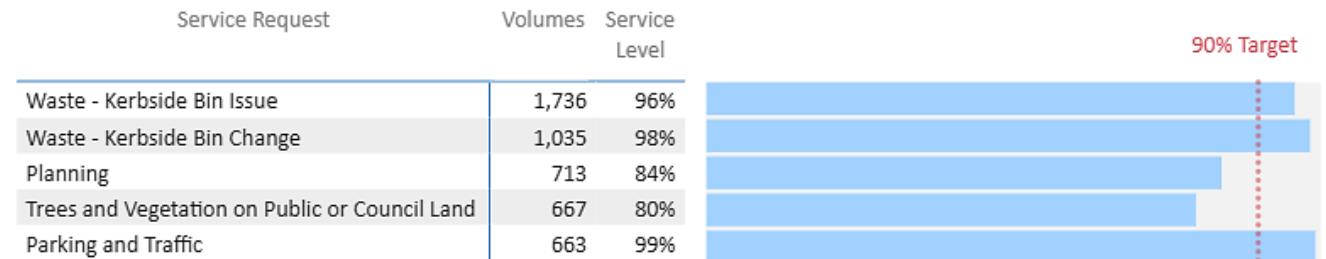 Service Request Volumes Service Level
90% Target
Waste - Kerbside Bin Issue 1,736 96%
Waste - Kerbside Bin Change 1,035 98%
Planning 713 84%
Trees and Vegetation on Public or Council Land 667 80%
Parking and Traffic 663 99%